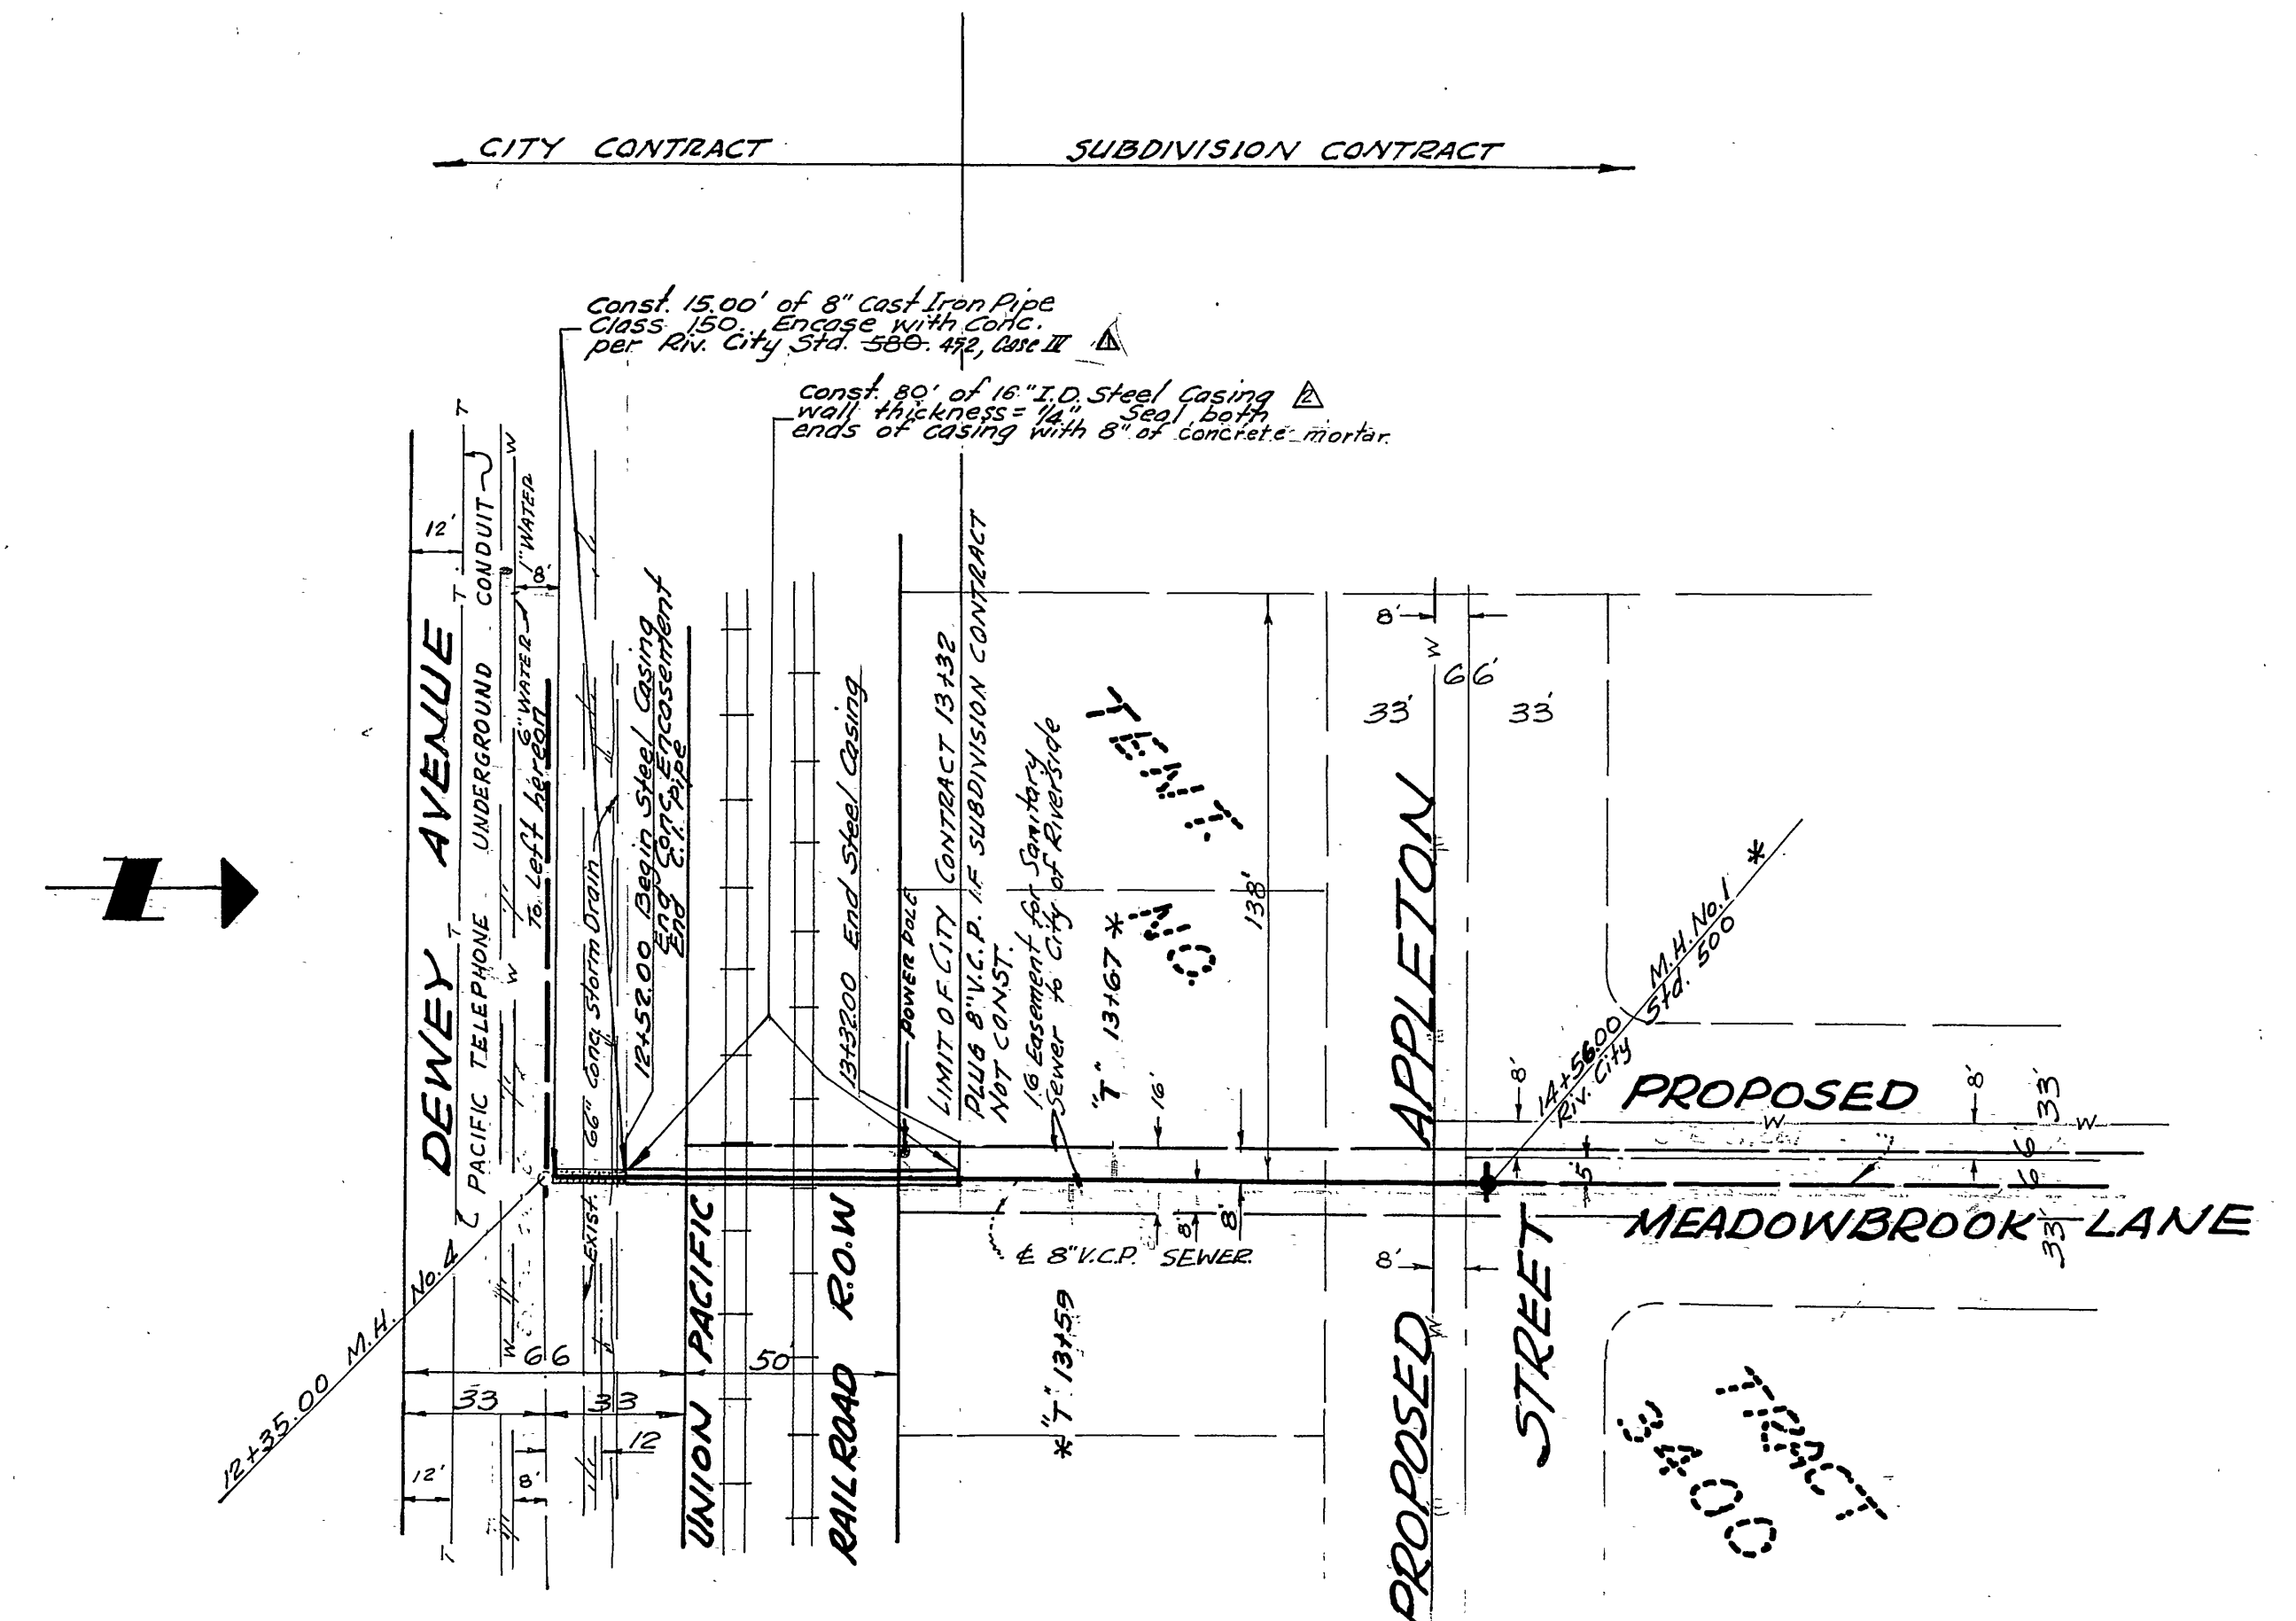 CITY CONTRACT
SUBDIVISION CONTRACT
Const. 15.00' of 8" Cast Iron Pipe
Class 150. Encase with Conc.
per Riv. City Std. 580. 452, Case III 1
Const. 80' of 16" I.D. Steel Casing 2
wall thickness = 1/4" Seal both
ends of casing with 8" of concrete mortar.
DEWEY AVENUE
12'
T
T
T
T
PACIFIC TELEPHONE UNDERGROUND CONDUIT
W
W
W
1" WATER
6" WATER
8'
To Left hereon
EXIST. 66" Conc. Storm Drain
12+52.00 Begin Steel Casing
End Conc. Encasement
End C.I. pipe
13+32.00 End Steel Casing
POWER POLE
LIMIT OF CITY CONTRACT 13+32
PLUG 8" V.C.P. IF SUBDIVISION CONTRACT
NOT CONST.
16' Easement for Sanitary
Sewer to City of Riverside
"T" 13+67 *
TENT.
NO.
138'
16'
8'
8'
₵ 8" V.C.P. SEWER
* "T" 13+59
UNION PACIFIC
RAILROAD R.O.W
50'
66
33
33
12
12'
8'
T
12+35.00 M.H. No. 4
8'
W
66'
33'
33'
PROPOSED APPLETON
STREET
8'
W
14+56.00 M.H. No. 1 *
Riv. City Std. 500
8'
5'
PROPOSED
MEADOWBROOK LANE
W
W
8'
33'
6'
6'
33'
TRACT
3400
N